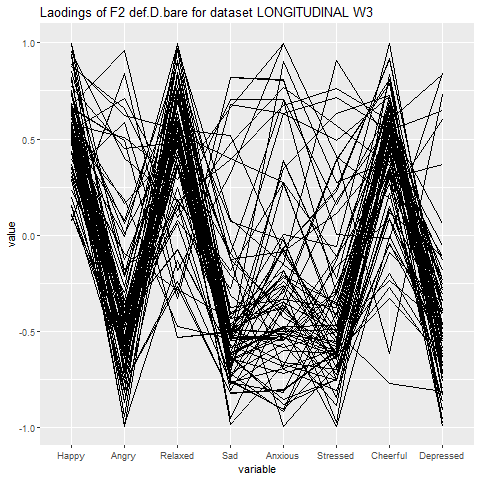 Laodings of F2 def.D.bare for dataset LONGITUDINAL W3
1.0
0.5
0.0
-0.5
-1.0
value
Happy Angry Relaxed Sad Anxious Stressed Cheerful Depressed
variable